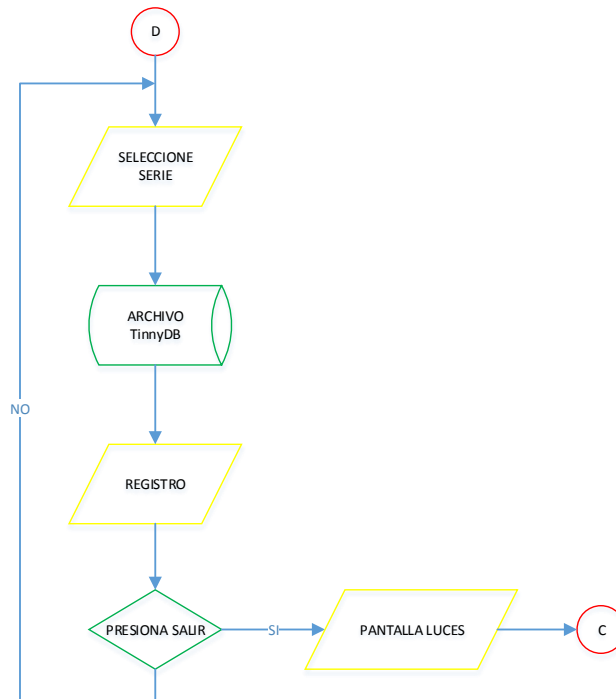 D
SELECCIONE
SERIE
ARCHIVO
TinnyDB
NO
REGISTRO
PRESIONA SALIR
SI
PANTALLA LUCES
C